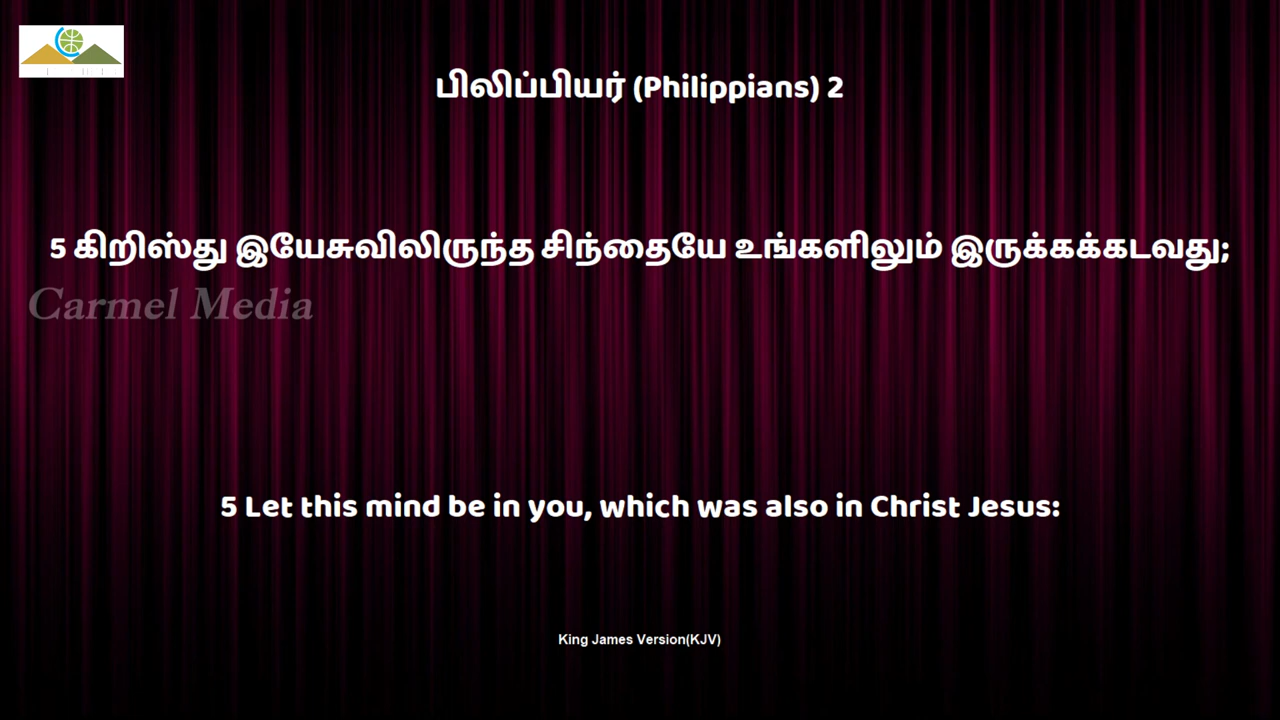 பிலிப்பியர் (Philippians) 2
5 கிறிஸ்து இயேசுவிலிருந்த சிந்தையே உங்களிலும் இருக்கக்கடவது;
Carmel Media
5 Let this mind be in you, which was also in Christ Jesus:
King James Version(KJV)